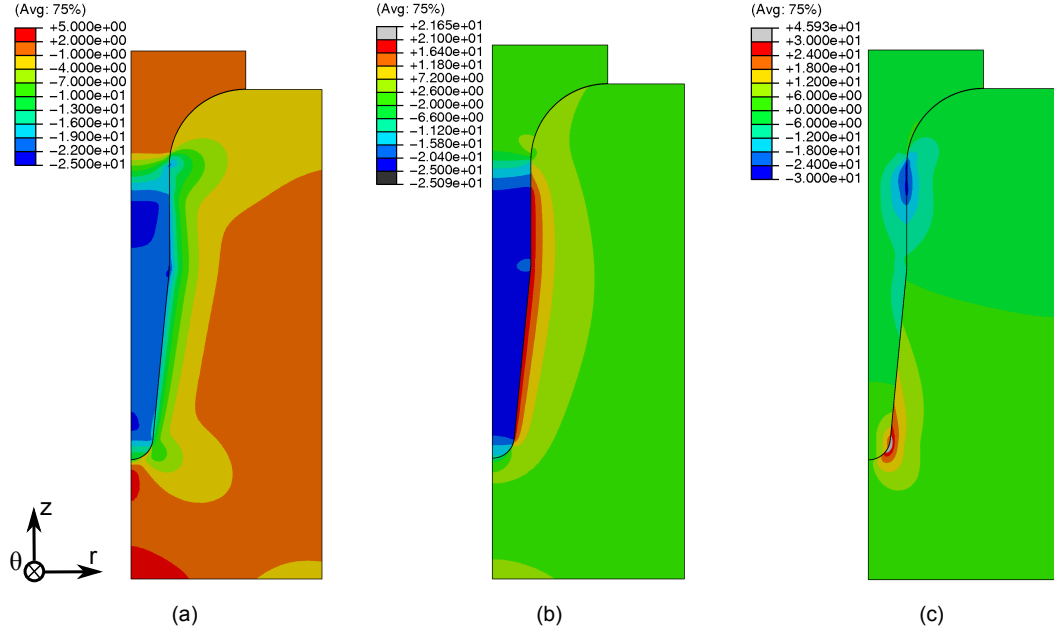 (Avg: 75%)
+5.000e+00
+2.000e+00
−1.000e+00
−4.000e+00
−7.000e+00
−1.000e+01
−1.300e+01
−1.600e+01
−1.900e+01
−2.200e+01
−2.500e+01
(Avg: 75%)
+2.165e+01
+2.100e+01
+1.640e+01
+1.180e+01
+7.200e+00
+2.600e+00
−2.000e+00
−6.600e+00
−1.120e+01
−1.580e+01
−2.040e+01
−2.500e+01
−2.509e+01
(Avg: 75%)
+4.593e+01
+3.000e+01
+2.400e+01
+1.800e+01
+1.200e+01
+6.000e+00
+0.000e+00
−6.000e+00
−1.200e+01
−1.800e+01
−2.400e+01
−3.000e+01
z
θ
r
(a)
(b)
(c)